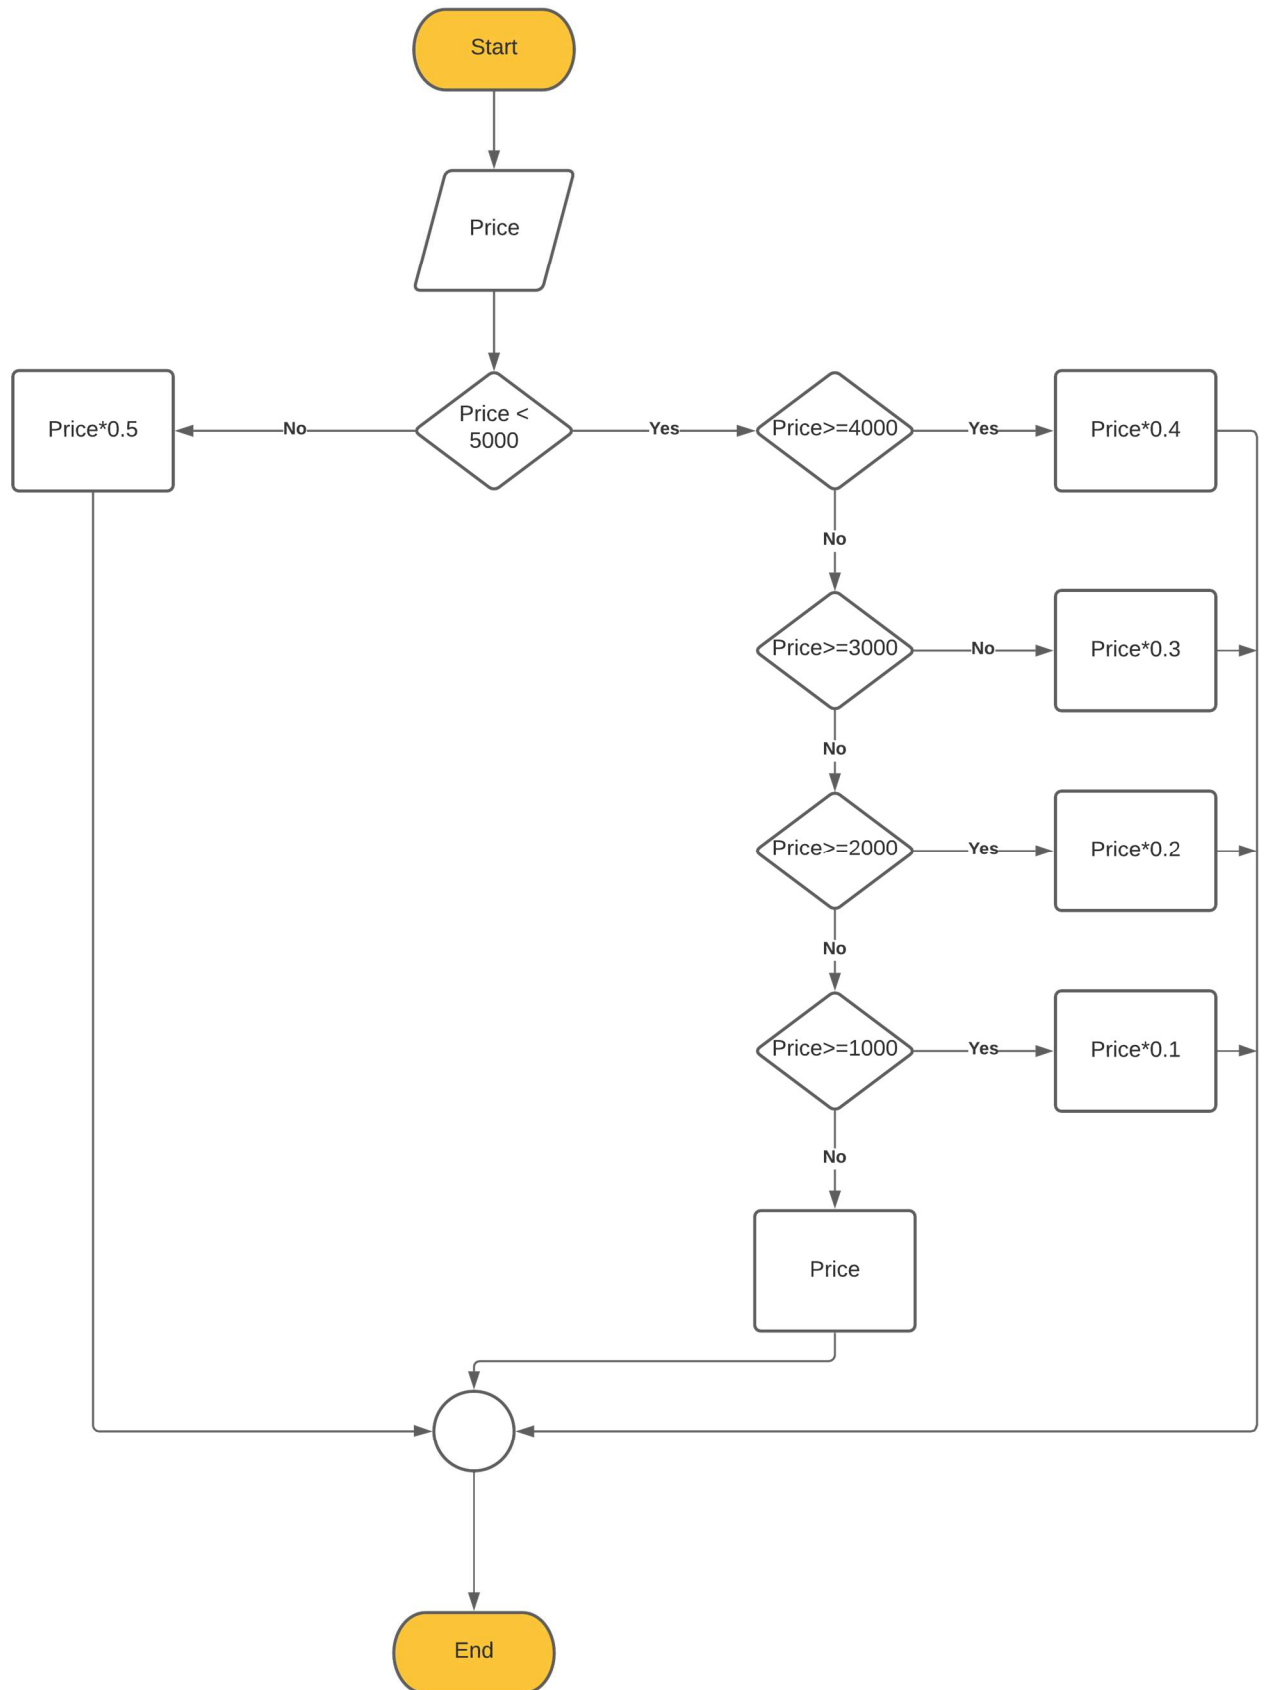 Start
Price
Price*0.5
No
Price <
5000
Yes
Price>=4000
Yes
Price*0.4
No
Price>=3000
No
Price*0.3
No
Price>=2000
Yes
Price*0.2
No
Price>=1000
Yes
Price*0.1
No
Price
End